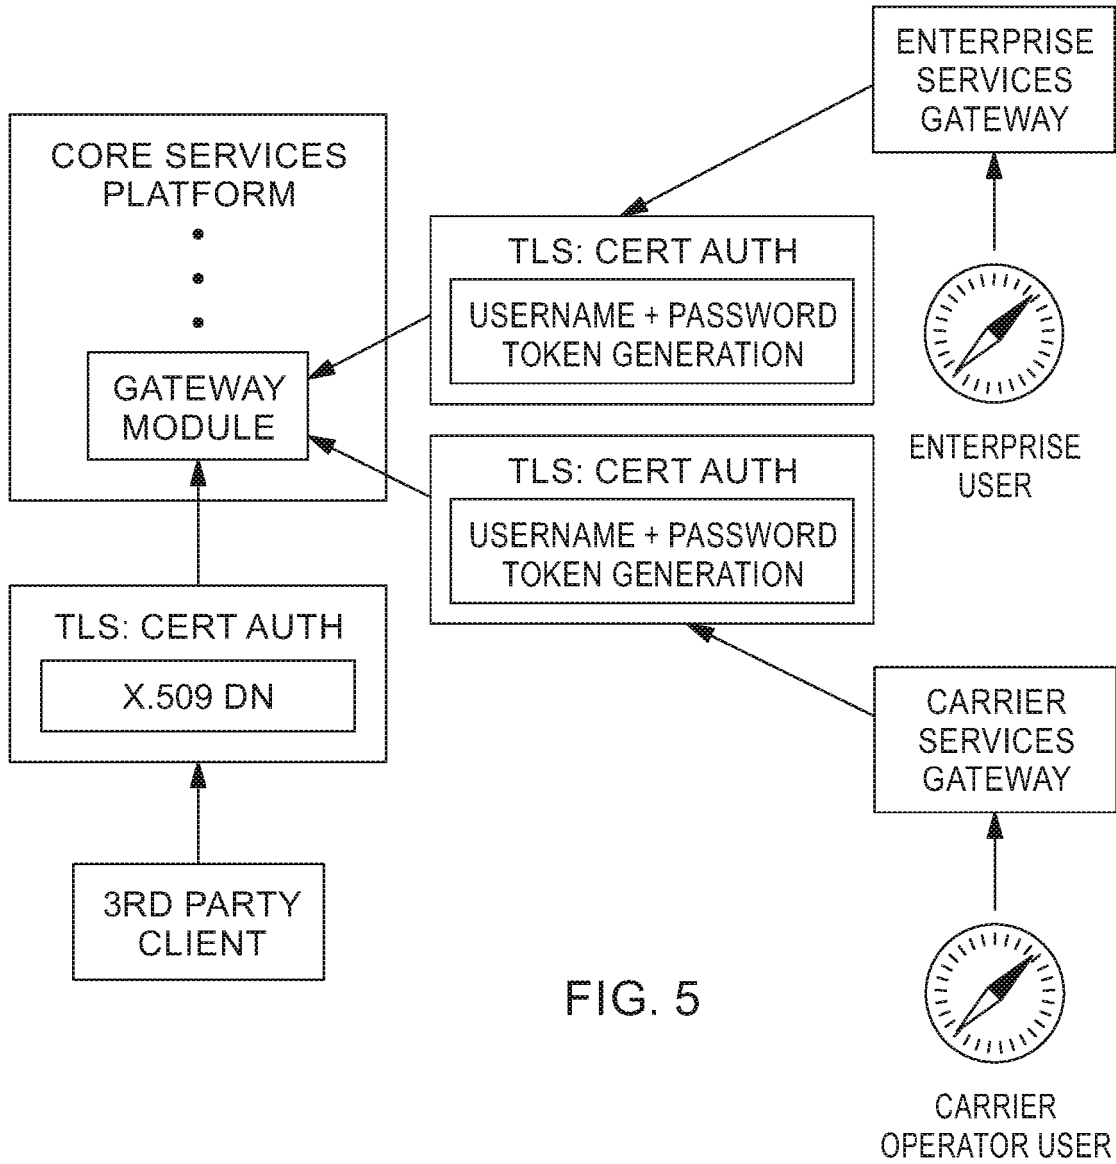 ENTERPRISE
SERVICES
GATEWAY
CORE SERVICES
PLATFORM
GATEWAY
MODULE
TLS: CERT AUTH
USERNAME + PASSWORD
TOKEN GENERATION
ENTERPRISE
USER
TLS: CERT AUTH
USERNAME + PASSWORD
TOKEN GENERATION
TLS: CERT AUTH
X.509 DN
CARRIER
SERVICES
GATEWAY
3RD PARTY
CLIENT
FIG. 5
CARRIER
OPERATOR USER